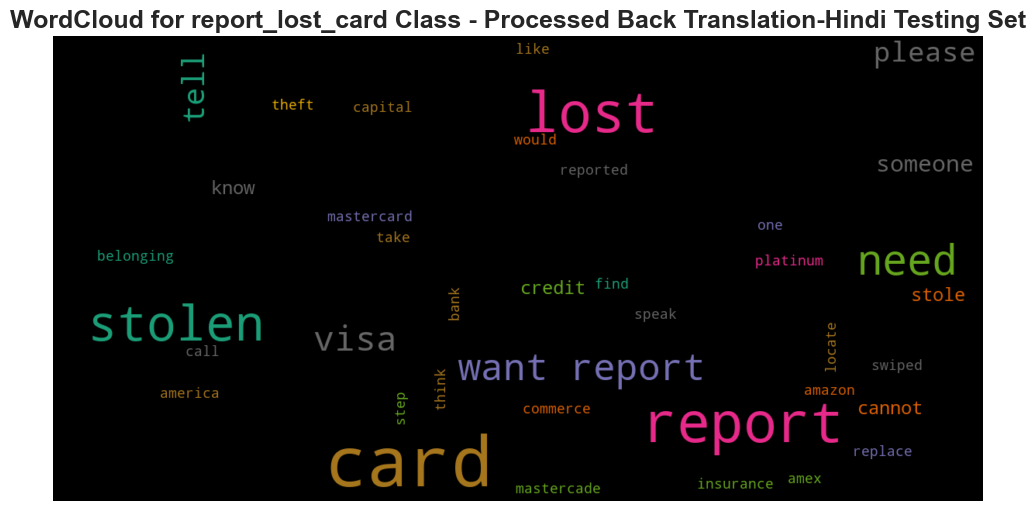 WordCloud for report_lost_card Class - Processed Back Translation-Hindi Testing Set
like
please
tell
theft
capital
lost
would
reported
someone
know
mastercard
take
one
belonging
platinum
need
credit
find
stole
bank
stolen
speak
visa
call
locate
want report
swiped
think
america
step
amazon
commerce
report
cannot
card
replace
mastercade
insurance
amex